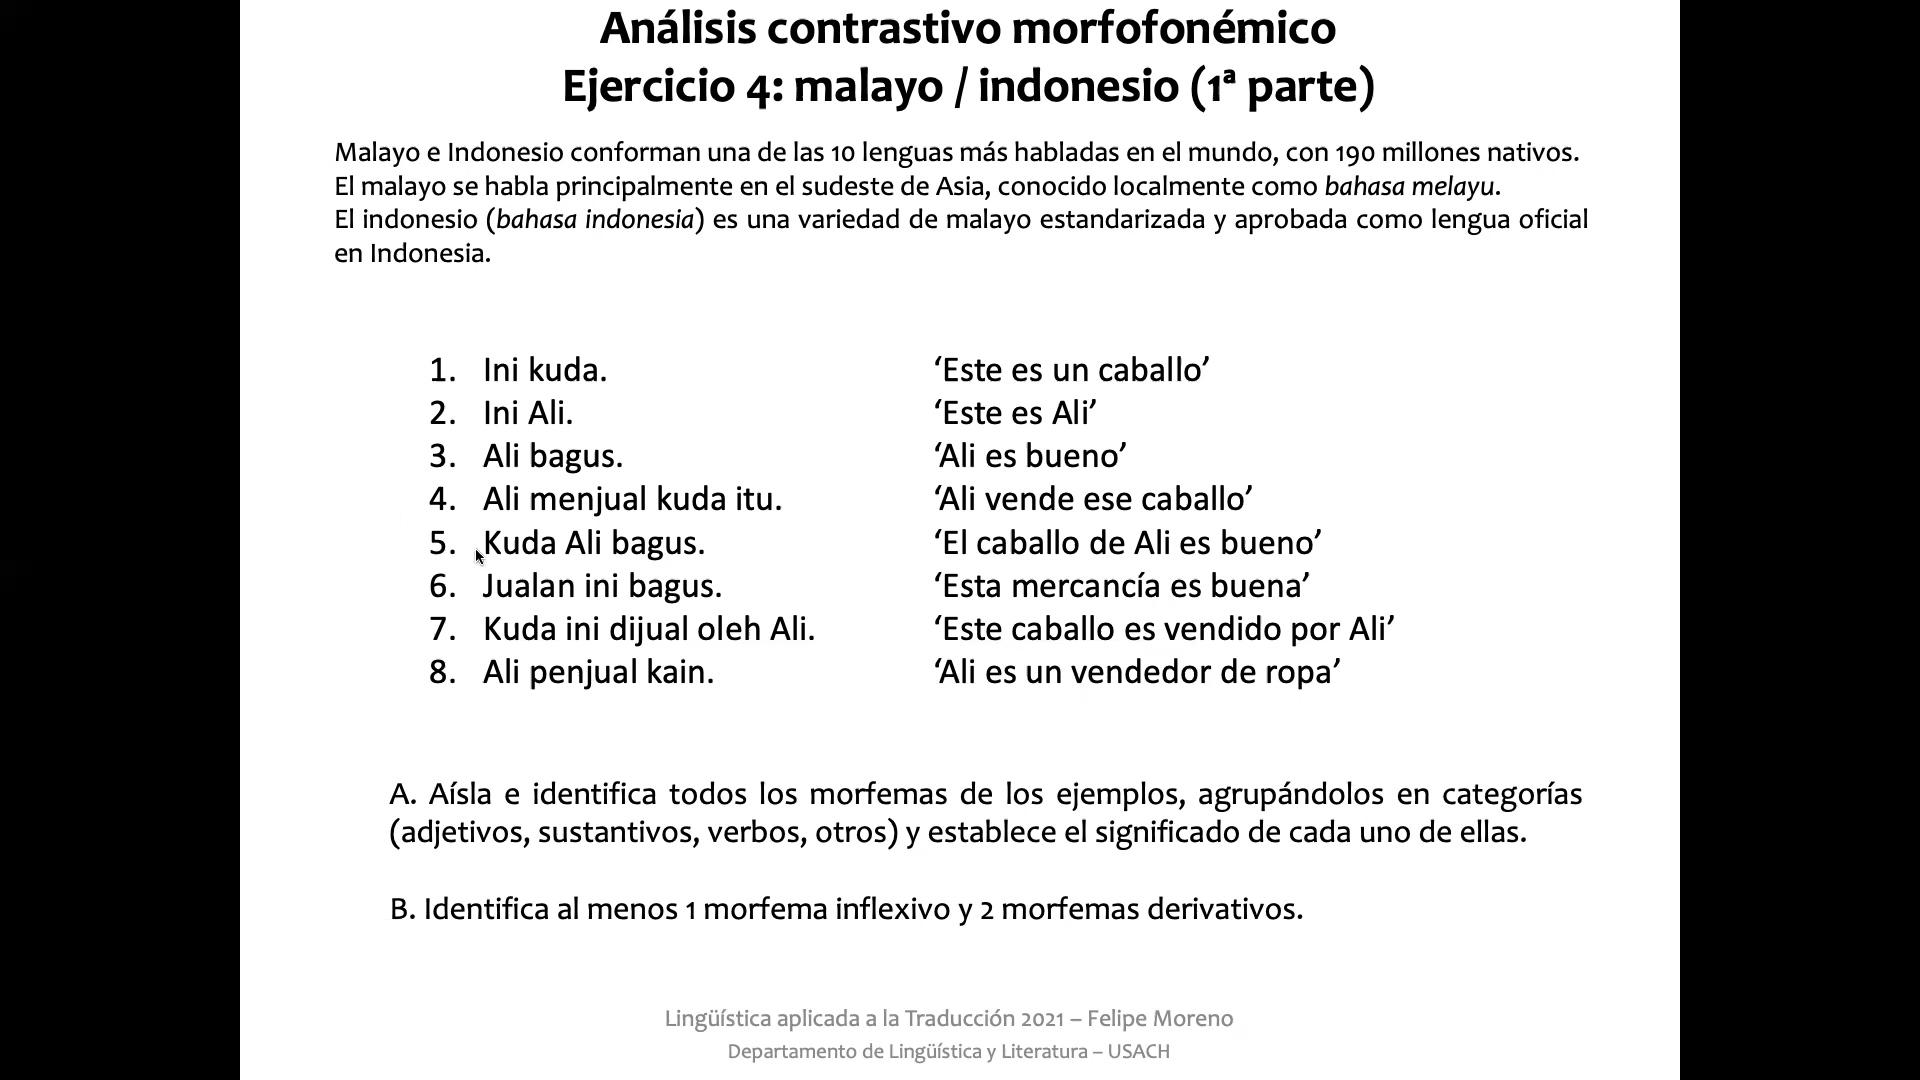 Análisis contrastivo morfofonémico
Ejercicio 4: malayo / indonesio (1ª parte)
Malayo e Indonesio conforman una de las 10 lenguas más habladas en el mundo, con 190 millones nativos.
El malayo se habla principalmente en el sudeste de Asia, conocido localmente como bahasa melayu.
El indonesio (bahasa indonesia) es una variedad de malayo estandarizada y aprobada como lengua oficial
en Indonesia.
1. Ini kuda. ‘Este es un caballo’
2. Ini Ali. ‘Este es Ali’
3. Ali bagus. ‘Ali es bueno’
4. Ali menjual kuda itu. ‘Ali vende ese caballo’
5. Kuda Ali bagus. ‘El caballo de Ali es bueno’
6. Jualan ini bagus. ‘Esta mercancía es buena’
7. Kuda ini dijual oleh Ali. ‘Este caballo es vendido por Ali’
8. Ali penjual kain. ‘Ali es un vendedor de ropa’
A. Aísla e identifica todos los morfemas de los ejemplos, agrupándolos en categorías
(adjetivos, sustantivos, verbos, otros) y establece el significado de cada uno de ellas.
B. Identifica al menos 1 morfema inflexivo y 2 morfemas derivativos.
Lingüística aplicada a la Traducción 2021 – Felipe Moreno
Departamento de Lingüística y Literatura – USACH